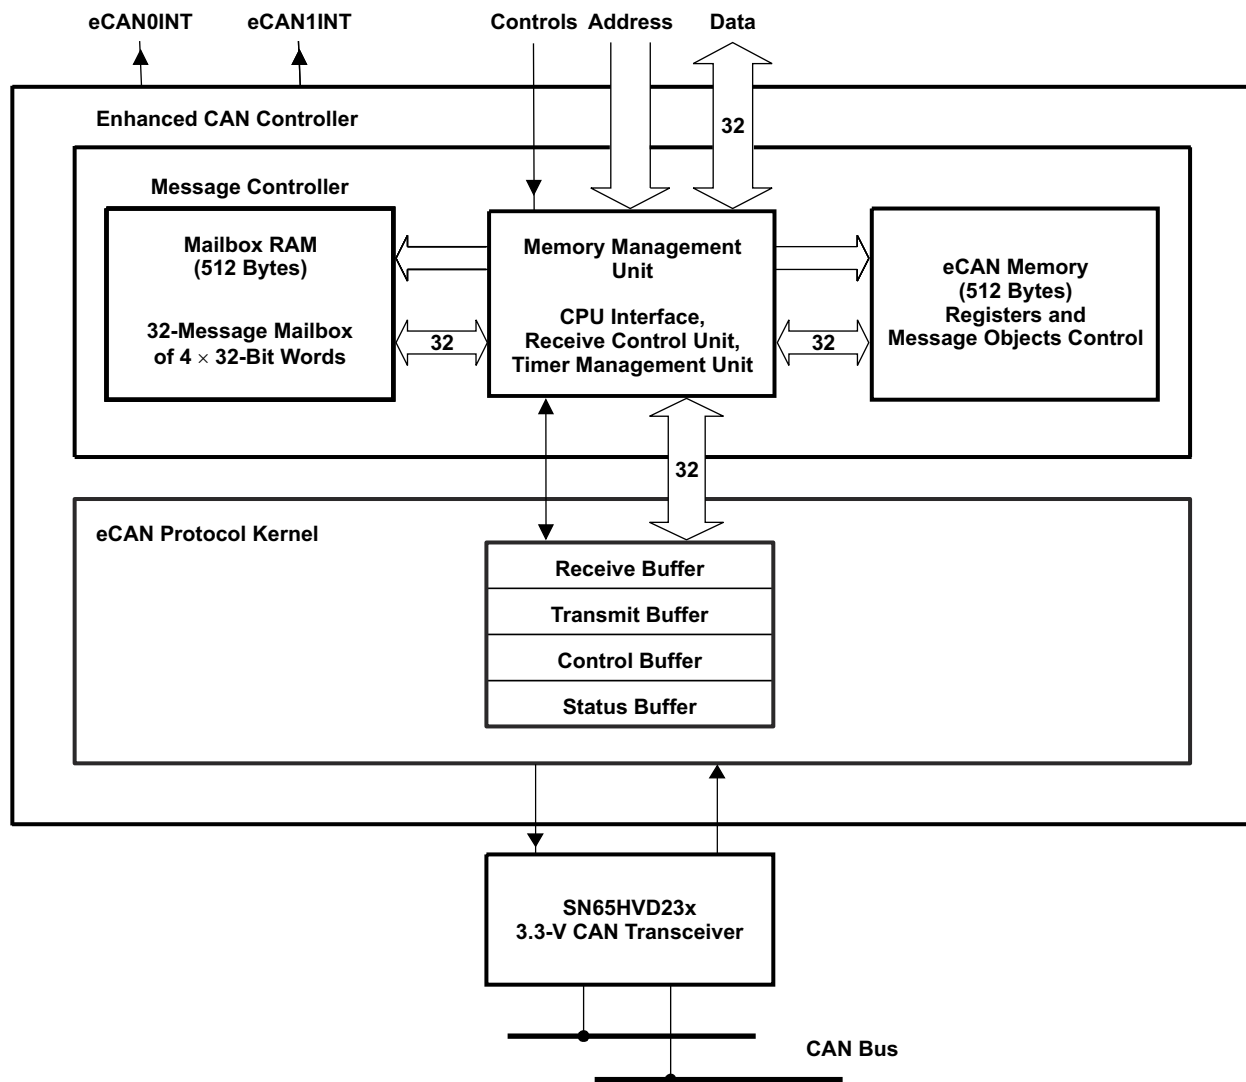 eCAN0INT
eCAN1INT
Controls
Address
Data
Enhanced CAN Controller
32
Message Controller
Mailbox RAM
(512 Bytes)
32-Message Mailbox
of 4 × 32-Bit Words
32
Memory Management
Unit
CPU Interface,
Receive Control Unit,
Timer Management Unit
32
eCAN Memory
(512 Bytes)
Registers and
Message Objects Control
32
eCAN Protocol Kernel
Receive Buffer
Transmit Buffer
Control Buffer
Status Buffer
SN65HVD23x
3.3-V CAN Transceiver
CAN Bus